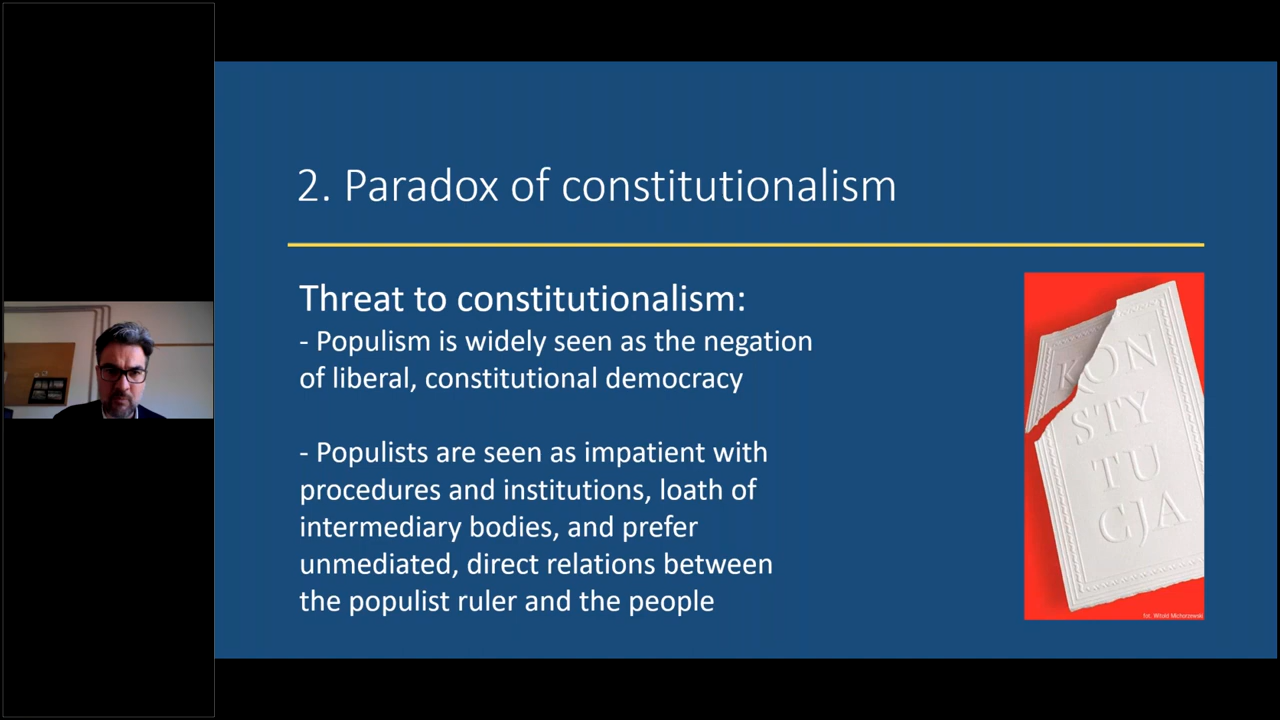 2. Paradox of constitutionalism
Threat to constitutionalism:
- Populism is widely seen as the negation
of liberal, constitutional democracy
- Populists are seen as impatient with
procedures and institutions, loath of
intermediary bodies, and prefer
unmediated, direct relations between
the populist ruler and the people
KON
STY
TU
CJA
fot. Witold